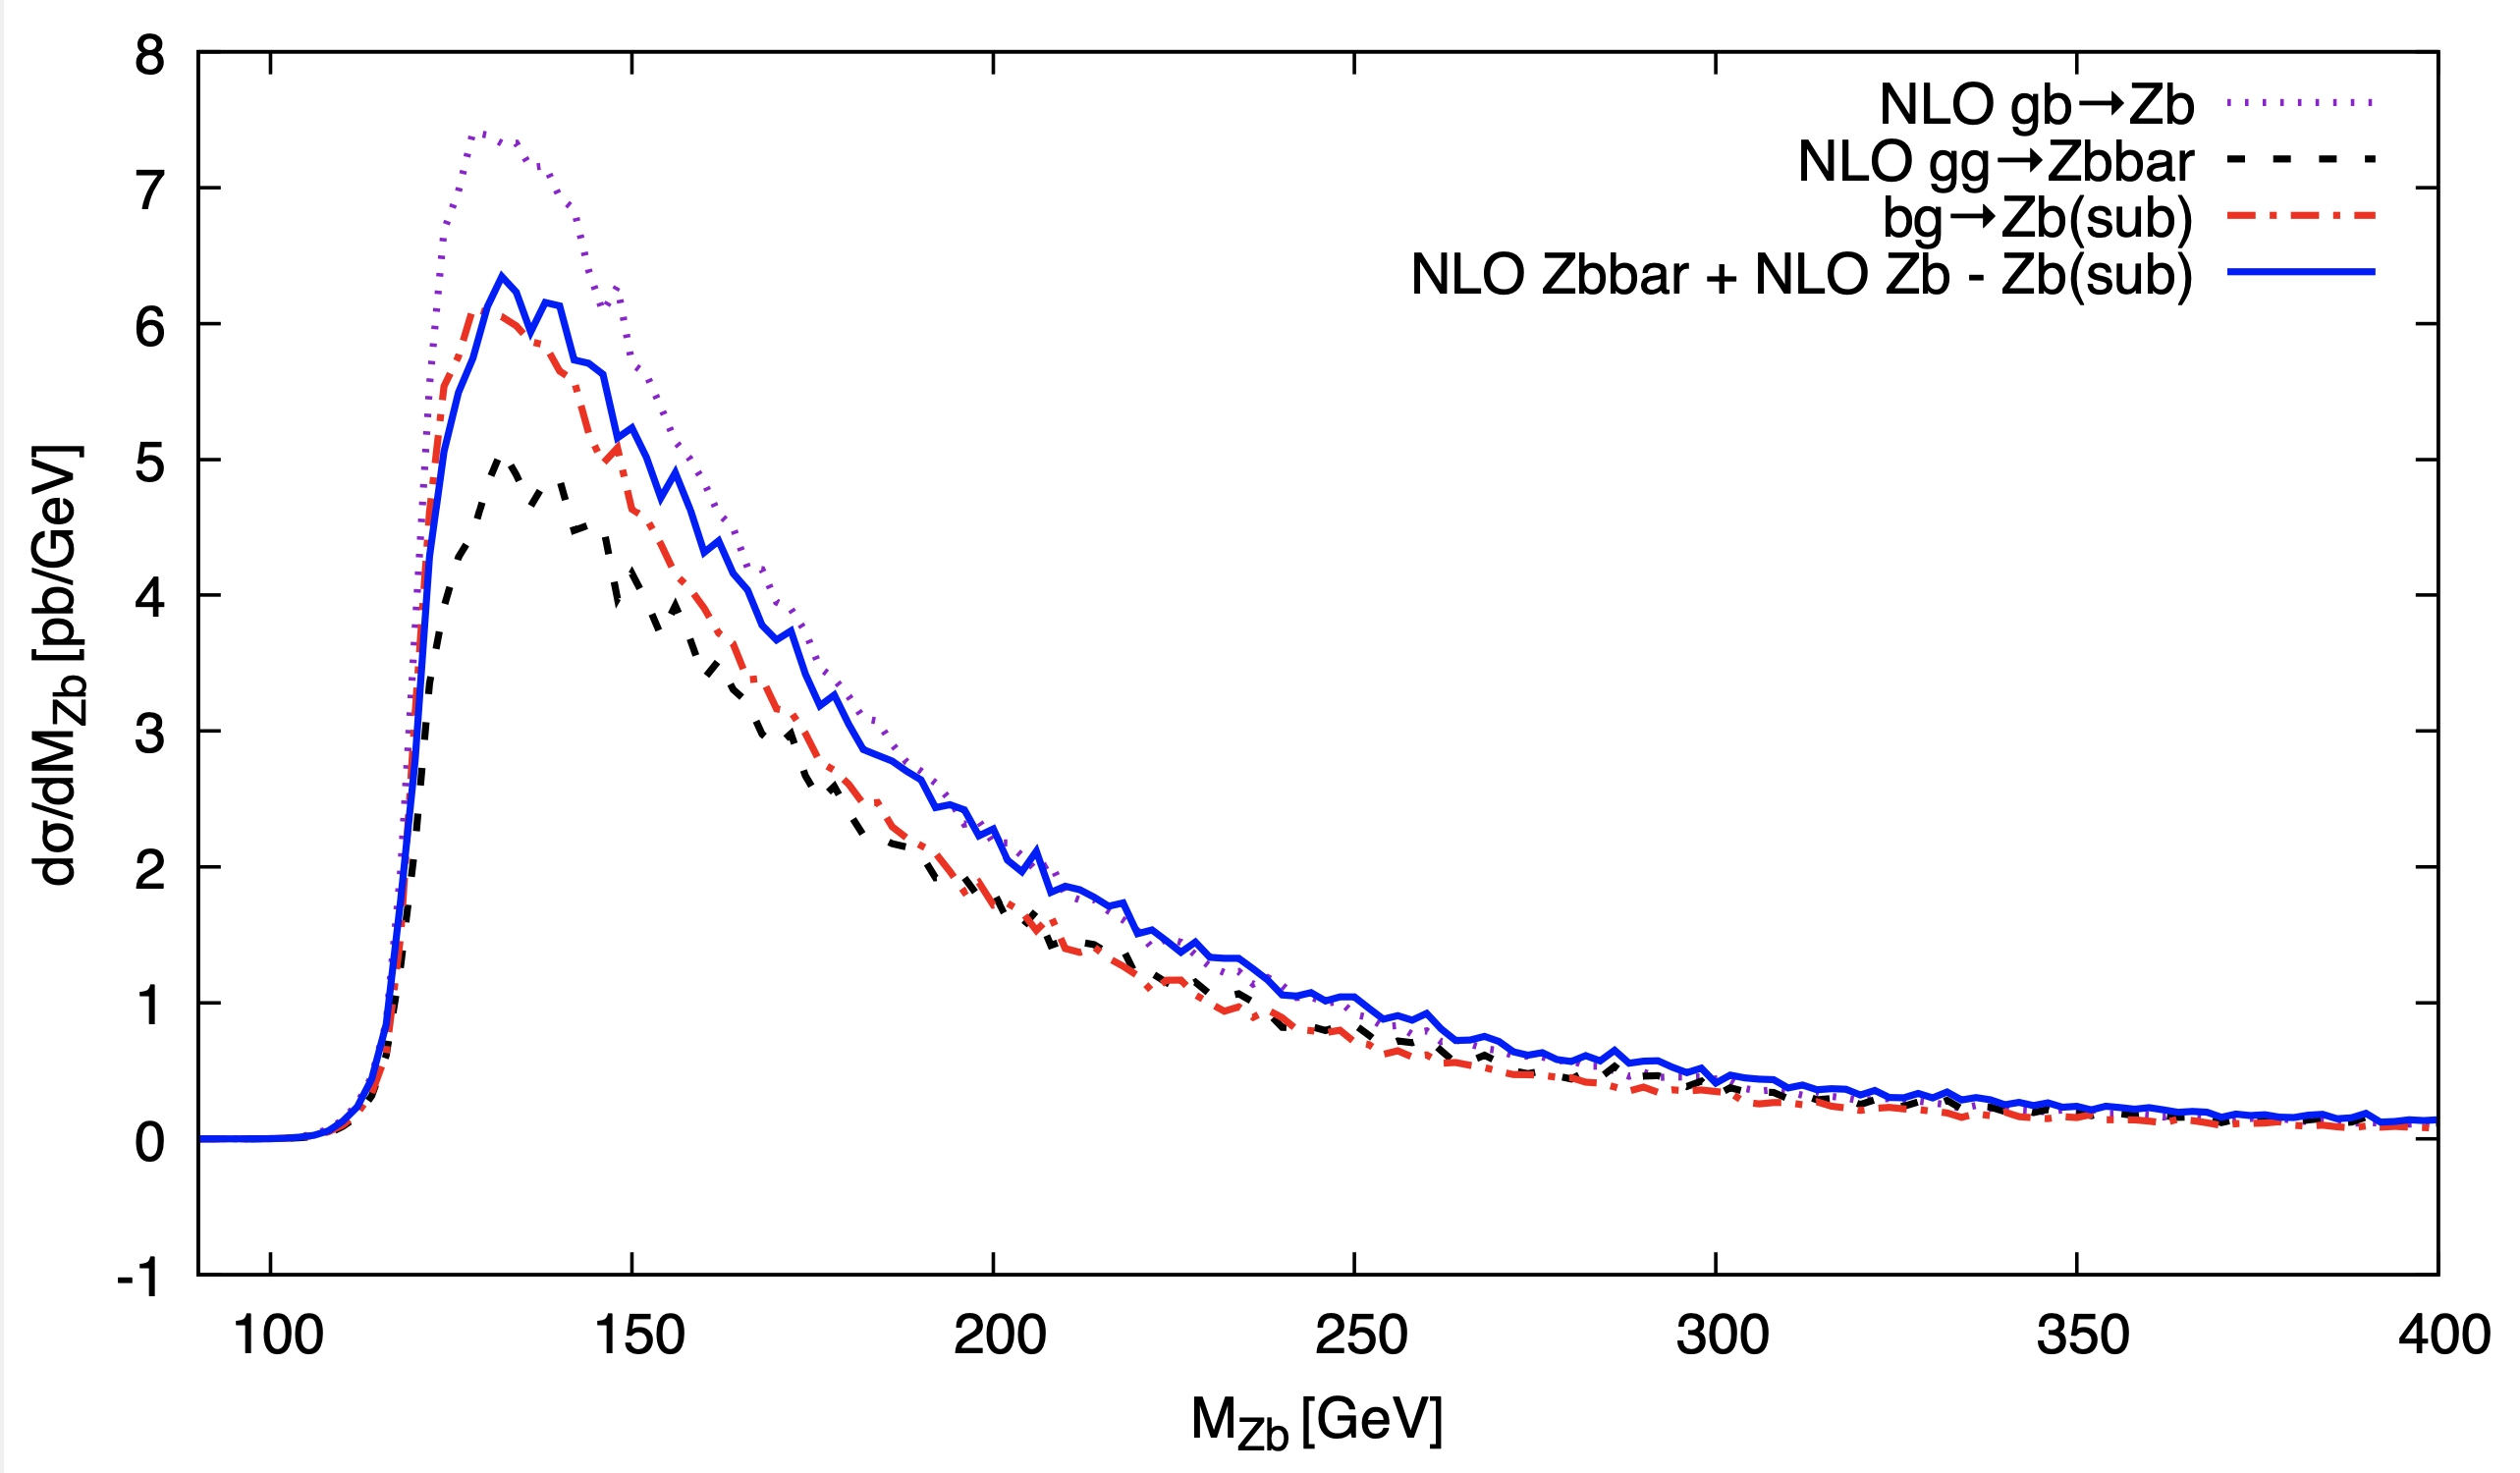 8
7
6
5
4
3
2
1
0
-1
dσ/dM_Zb [pb/GeV]
NLO gb→Zb
NLO gg→Zbbar
bg→Zb(sub)
NLO Zbbar + NLO Zb - Zb(sub)
100 150 200 250 300 350 400
M_Zb [GeV]